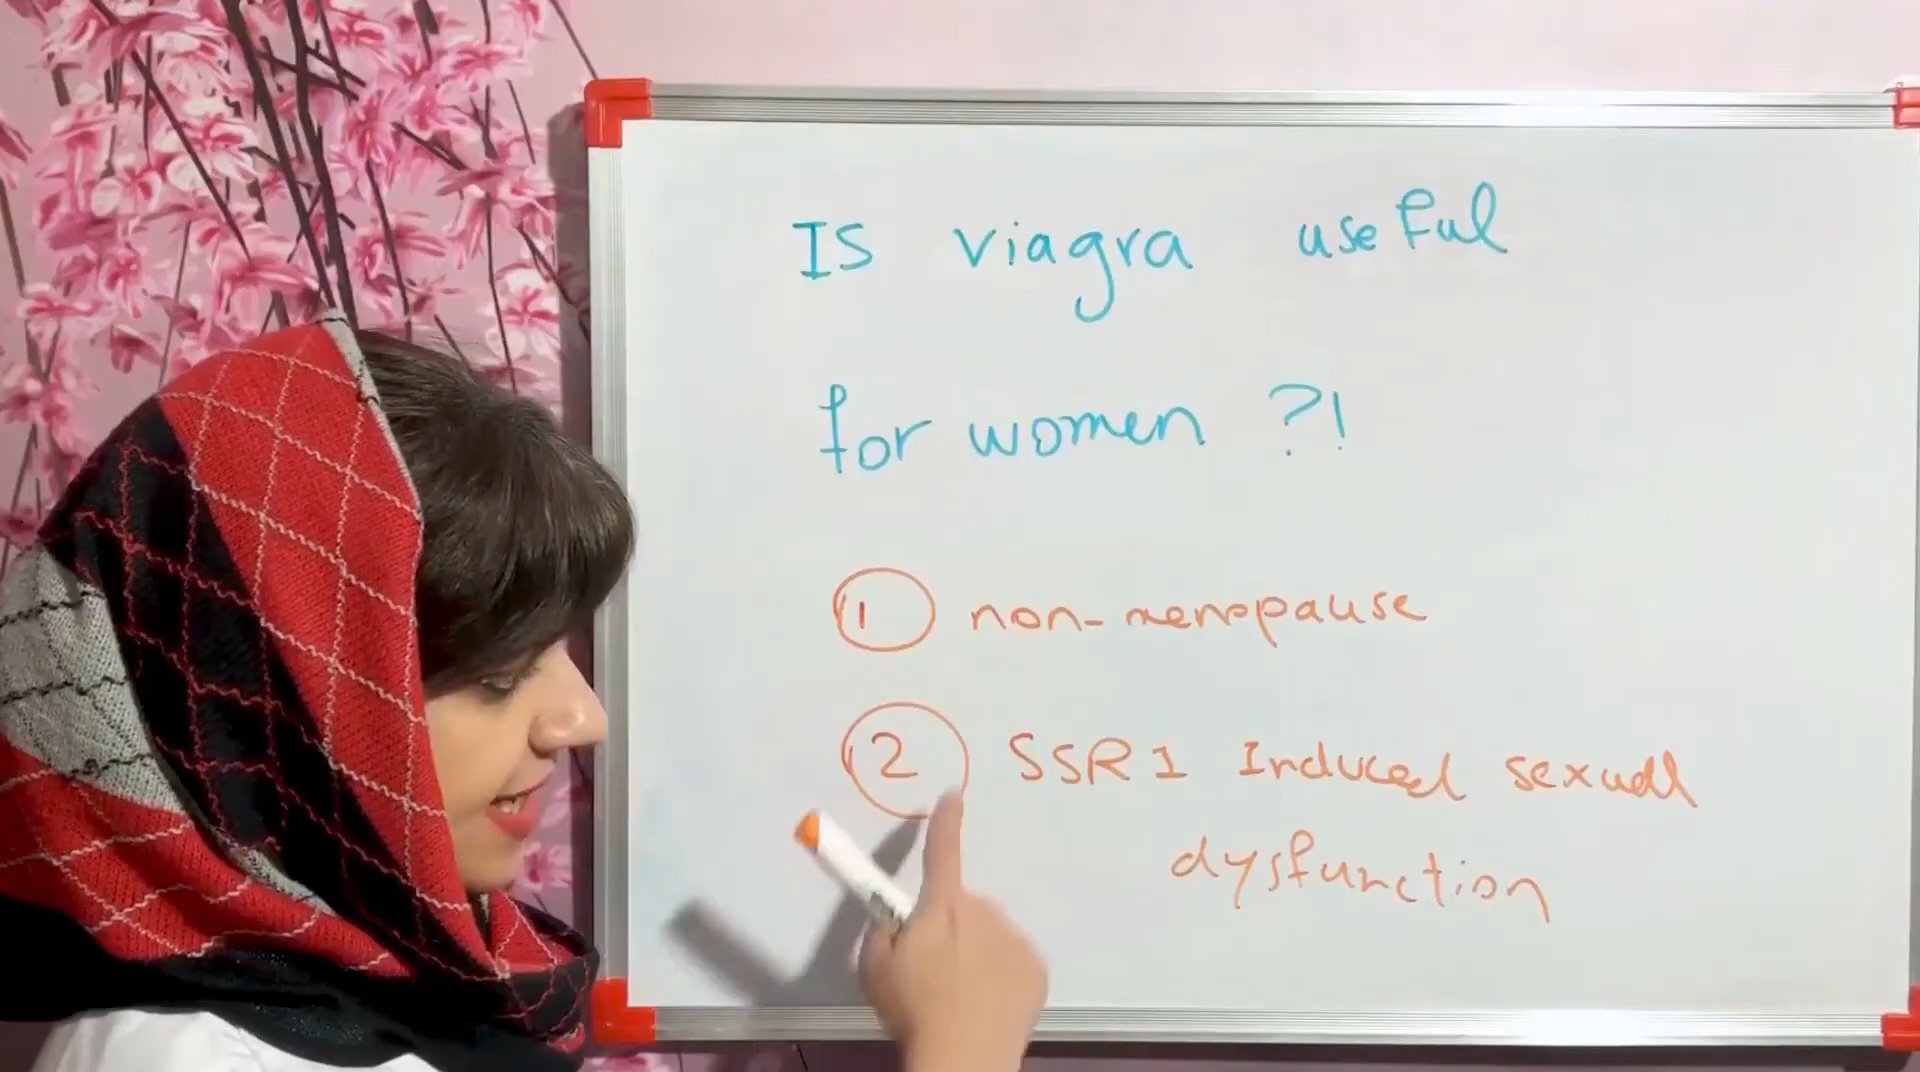 Is viagra useful
for women ?!
1 non-menopause
2 SSRI Induced sexual
dysfunction